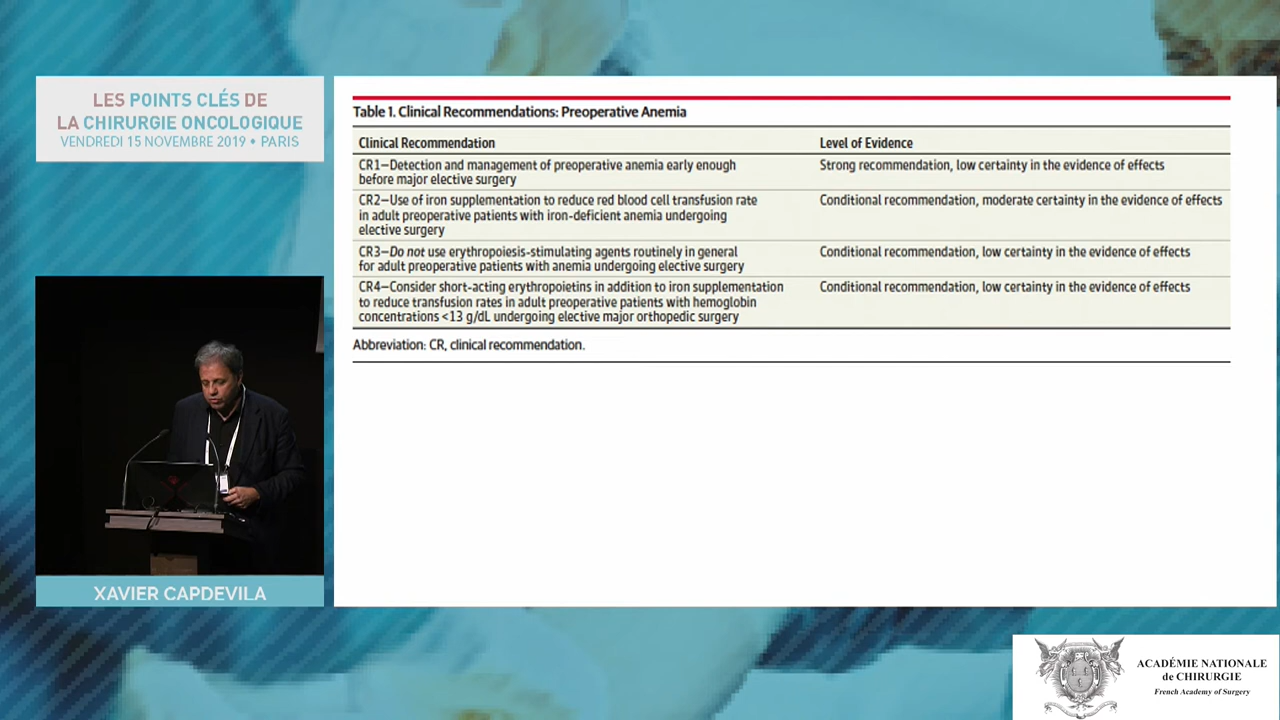 LES POINTS CLÉS DE
LA CHIRURGIE ONCOLOGIQUE
VENDREDI 15 NOVEMBRE 2019 • PARIS
Table 1. Clinical Recommendations: Preoperative Anemia
Clinical Recommendation Level of Evidence
CR1—Detection and management of preoperative anemia early enough Strong recommendation, low certainty in the evidence of effects
before major elective surgery
CR2—Use of iron supplementation to reduce red blood cell transfusion rate Conditional recommendation, moderate certainty in the evidence of effects
in adult preoperative patients with iron-deficient anemia undergoing
elective surgery
CR3—Do not use erythropoiesis-stimulating agents routinely in general Conditional recommendation, low certainty in the evidence of effects
for adult preoperative patients with anemia undergoing elective surgery
CR4—Consider short-acting erythropoietins in addition to iron supplementation Conditional recommendation, low certainty in the evidence of effects
to reduce transfusion rates in adult preoperative patients with hemoglobin
concentrations <13 g/dL undergoing elective major orthopedic surgery
Abbreviation: CR, clinical recommendation.
XAVIER CAPDEVILA
ACADÉMIE NATIONALE
de CHIRURGIE
French Academy of Surgery